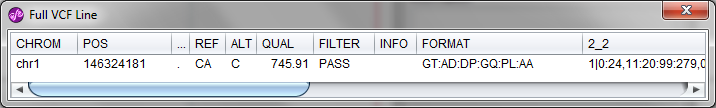 Full VCF Line
CHROM POS ... REF ALT QUAL FILTER INFO FORMAT 2_2
chr1 146324181 . CA C 745.91 PASS GT:AD:DP:GQ:PL:AA 1|0:24,11:20:99:279,0